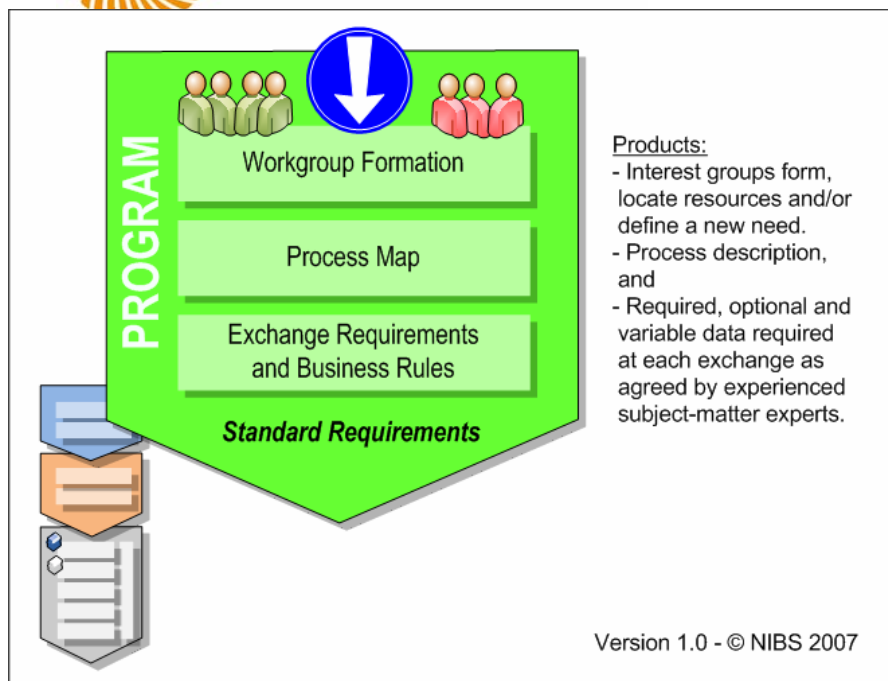 PROGRAM
Workgroup Formation
Process Map
Exchange Requirements
and Business Rules
Standard Requirements
Products:
- Interest groups form,
locate resources and/or
define a new need.
- Process description,
and
- Required, optional and
variable data required
at each exchange as
agreed by experienced
subject-matter experts.
Version 1.0 - © NIBS 2007